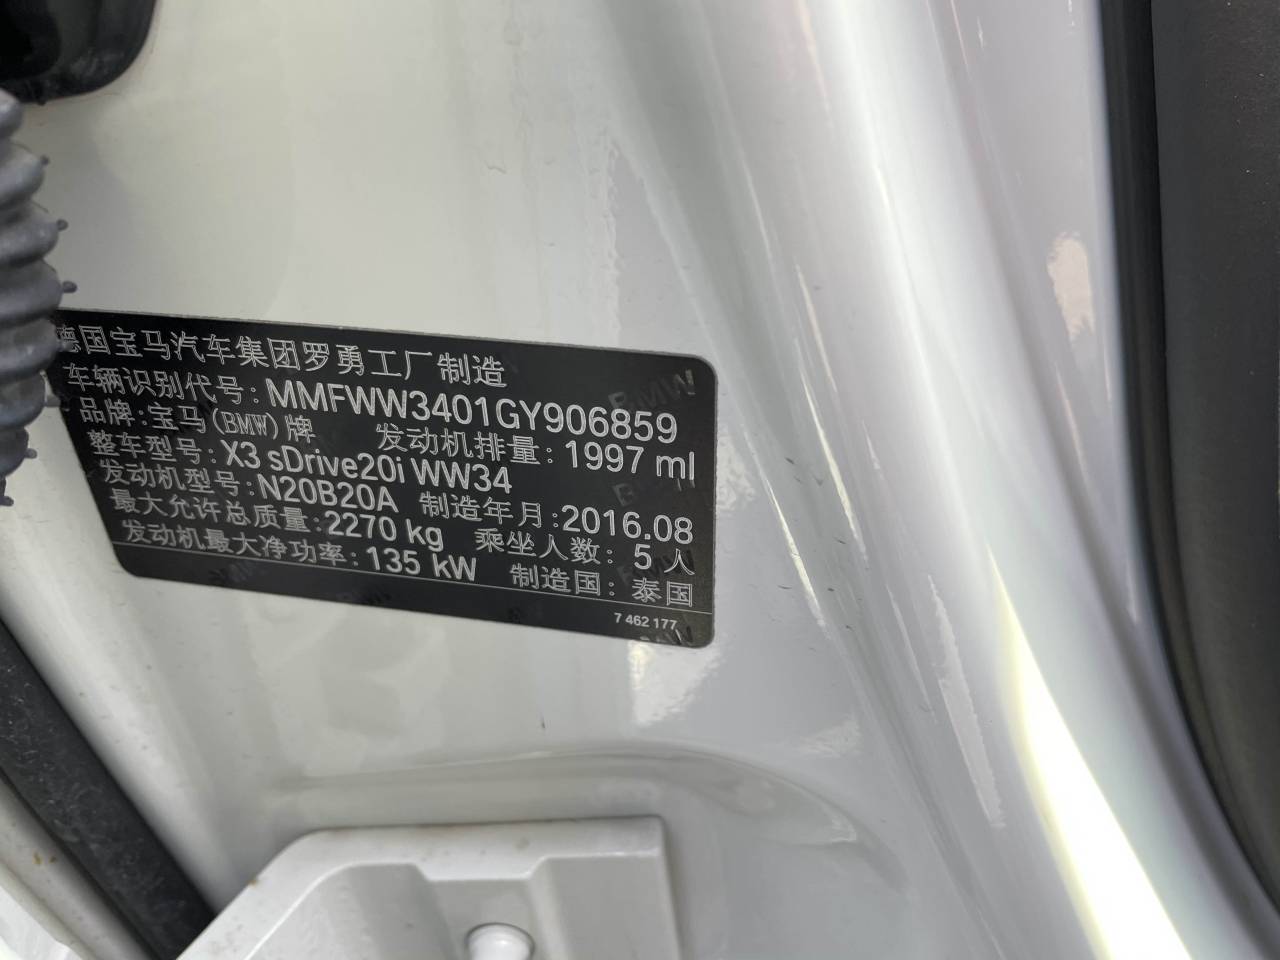 德国宝马汽车集团罗勇工厂 制造
车辆识别代号: MMFWW3401GY906859
品牌: 宝马(BMW)牌 发动机排量: 1997 ml
整车型号: X3 sDrive20i WW34
发动机型号: N20B20A 制造年月: 2016.08
最大允许总质量: 2270 kg 乘坐人数: 5 人
发动机最大净功率: 135 kW 制造国: 泰国
7 462 177